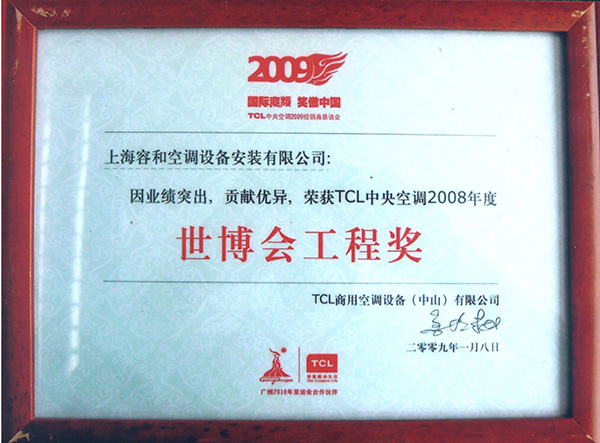 2009
国际商频 笑傲中国
TCL中央空调2009经销商恳谈会
上海容和空调设备安装有限公司:
因业绩突出，贡献优异，荣获TCL中央空调2008年度
世博会工程奖
TCL商用空调设备（中山）有限公司
二零零九年一月八日
TCL
The Creative Life
广州2010年亚运会合作伙伴